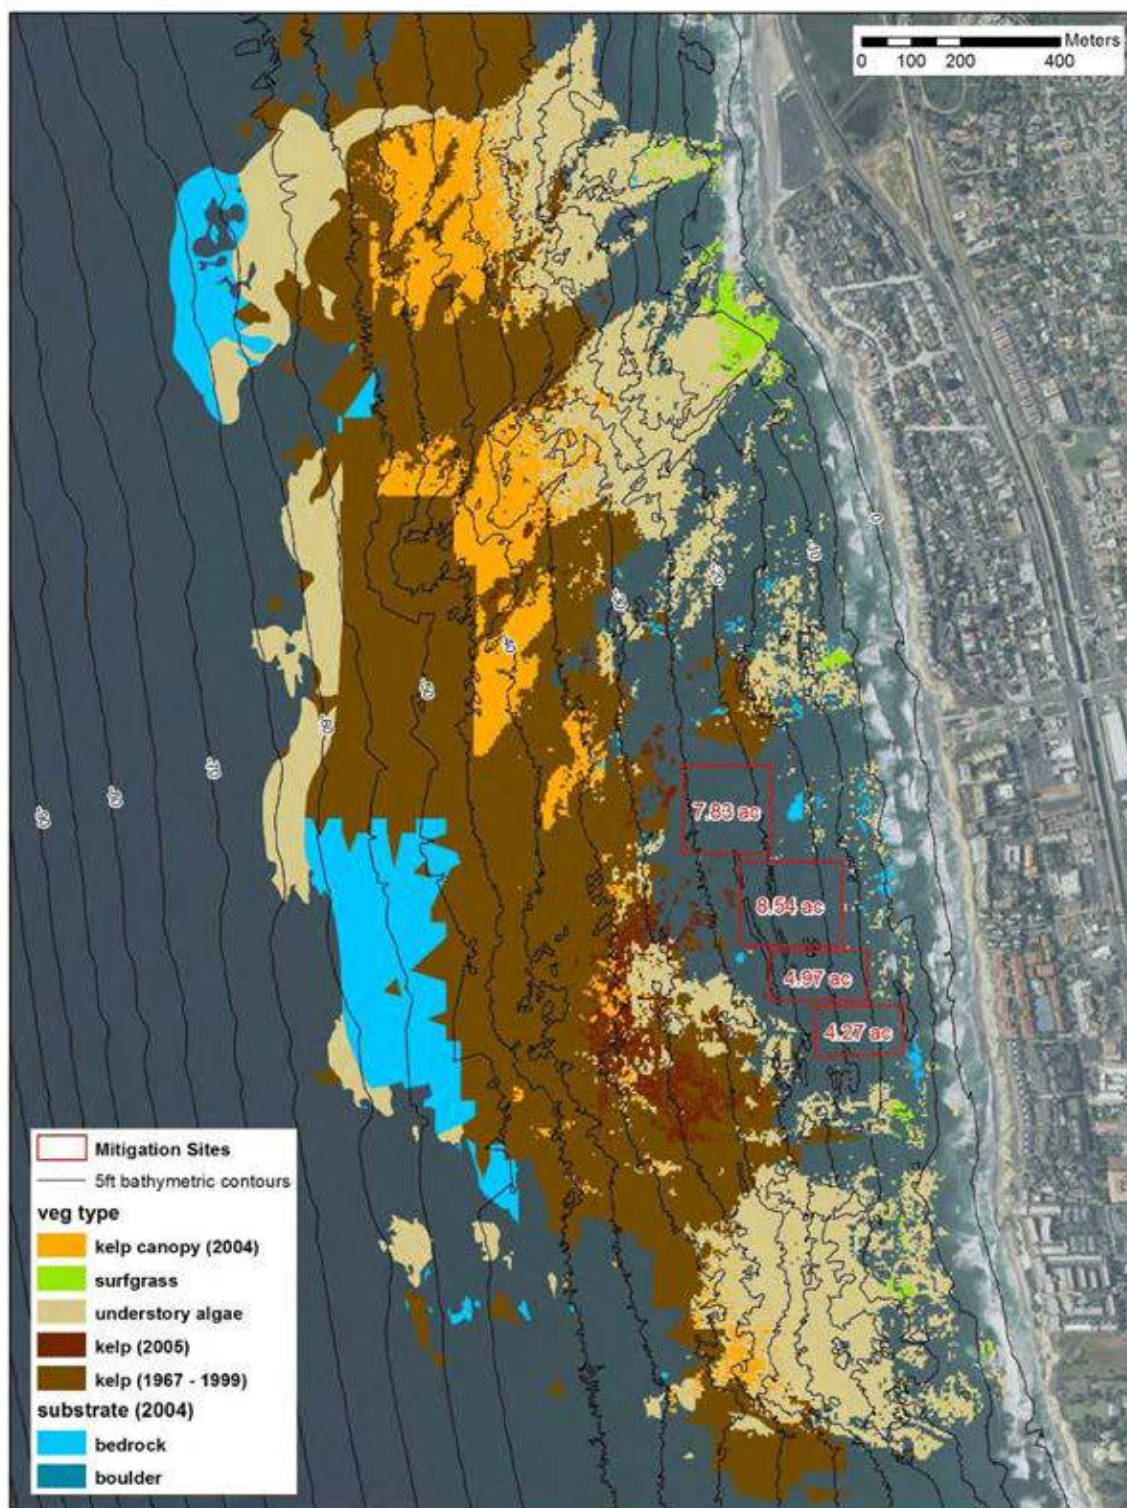 Meters
0 100 200 400
7.83 ac
8.54 ac
4.97 ac
4.27 ac
Mitigation Sites
5ft bathymetric contours
veg type
kelp canopy (2004)
surfgrass
understory algae
kelp (2005)
kelp (1967 - 1999)
substrate (2004)
bedrock
boulder